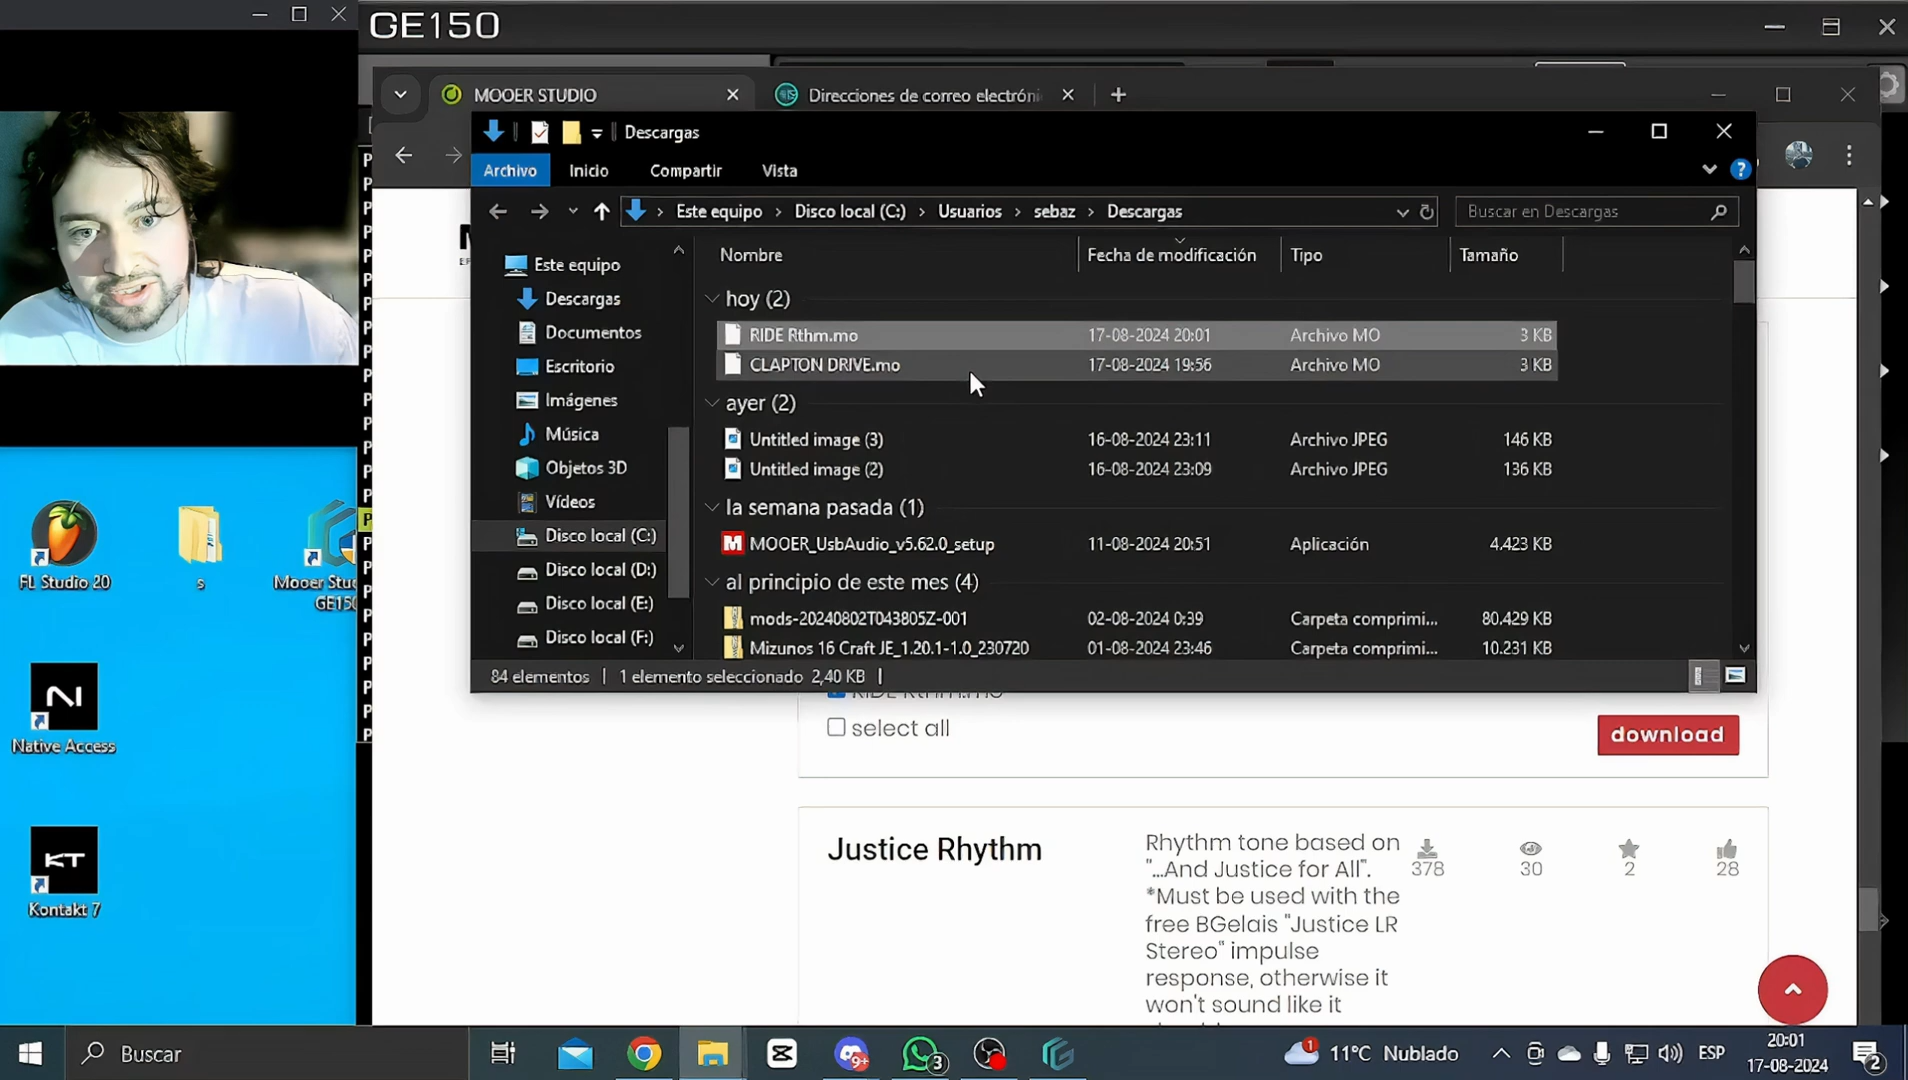 GE150
MOOER STUDIO
Direcciones de correo electróni
Descargas
Archivo
Inicio
Compartir
Vista
Este equipo
Disco local (C:)
Usuarios
sebaz
Descargas
Buscar en Descargas
Este equipo
Descargas
Documentos
Escritorio
Imágenes
Música
Objetos 3D
Vídeos
Disco local (C:)
Disco local (D:)
Disco local (E:)
Disco local (F:)
Nombre
Fecha de modificación
Tipo
Tamaño
hoy (2)
RIDE Rthm.mo 17-08-2024 20:01 Archivo MO 3 KB
CLAPTON DRIVE.mo 17-08-2024 19:56 Archivo MO 3 KB
ayer (2)
Untitled image (3) 16-08-2024 23:11 Archivo JPEG 146 KB
Untitled image (2) 16-08-2024 23:09 Archivo JPEG 136 KB
la semana pasada (1)
MOOER_UsbAudio_v5.62.0_setup 11-08-2024 20:51 Aplicación 4.423 KB
al principio de este mes (4)
mods-20240802T043805Z-001 02-08-2024 0:39 Carpeta comprimi... 80.429 KB
Mizunos 16 Craft JE_1.20.1-1.0_230720 01-08-2024 23:46 Carpeta comprimi... 10.231 KB
84 elementos 1 elemento seleccionado 2,40 KB
RIDE Rthm.mo
select all
download
Justice Rhythm
Rhythm tone based on
"...And Justice for All".
*Must be used with the
free BGelais "Justice LR
Stereo" impulse
response, otherwise it
won't sound like it
378
30
2
28
FL Studio 20
s
Mooer Stu
GE150
Native Access
KT
Kontakt 7
Buscar
9+
3
1
11°C Nublado
ESP
20:01
17-08-2024
2